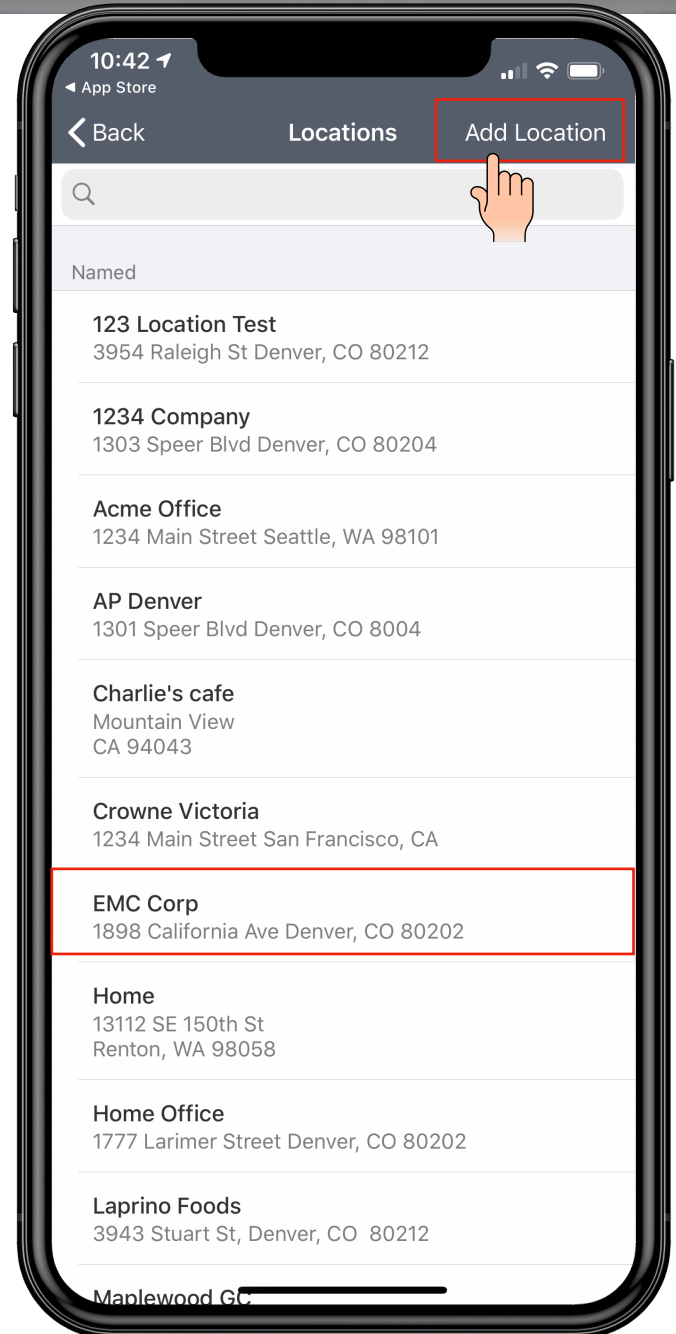 10:42
App Store
Back
Locations
Add Location
Named
123 Location Test
3954 Raleigh St Denver, CO 80212
1234 Company
1303 Speer Blvd Denver, CO 80204
Acme Office
1234 Main Street Seattle, WA 98101
AP Denver
1301 Speer Blvd Denver, CO 8004
Charlie's cafe
Mountain View
CA 94043
Crowne Victoria
1234 Main Street San Francisco, CA
EMC Corp
1898 California Ave Denver, CO 80202
Home
13112 SE 150th St
Renton, WA 98058
Home Office
1777 Larimer Street Denver, CO 80202
Laprino Foods
3943 Stuart St, Denver, CO  80212
Maplewood GC